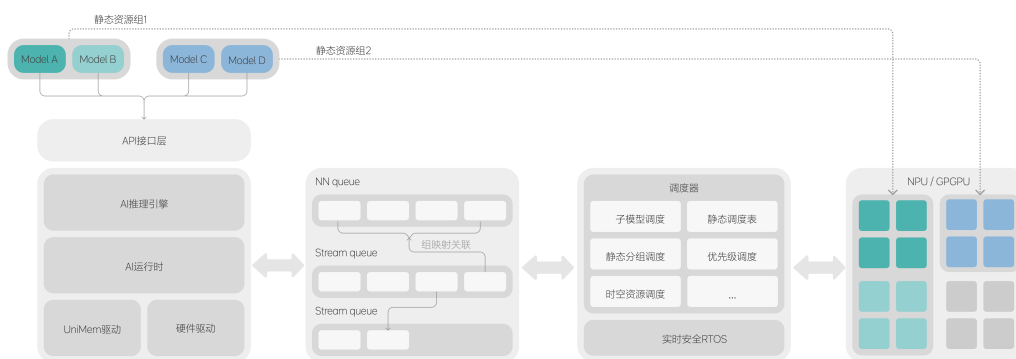 静态资源组1
静态资源组2
Model A
Model B
Model C
Model D
API接口层
AI推理引擎
AI运行时
UniMem驱动
硬件驱动
NN queue
组映射关联
Stream queue
Stream queue
调度器
子模型调度
静态调度表
静态分组调度
优先级调度
时空资源调度
...
实时安全RTOS
NPU / GPGPU